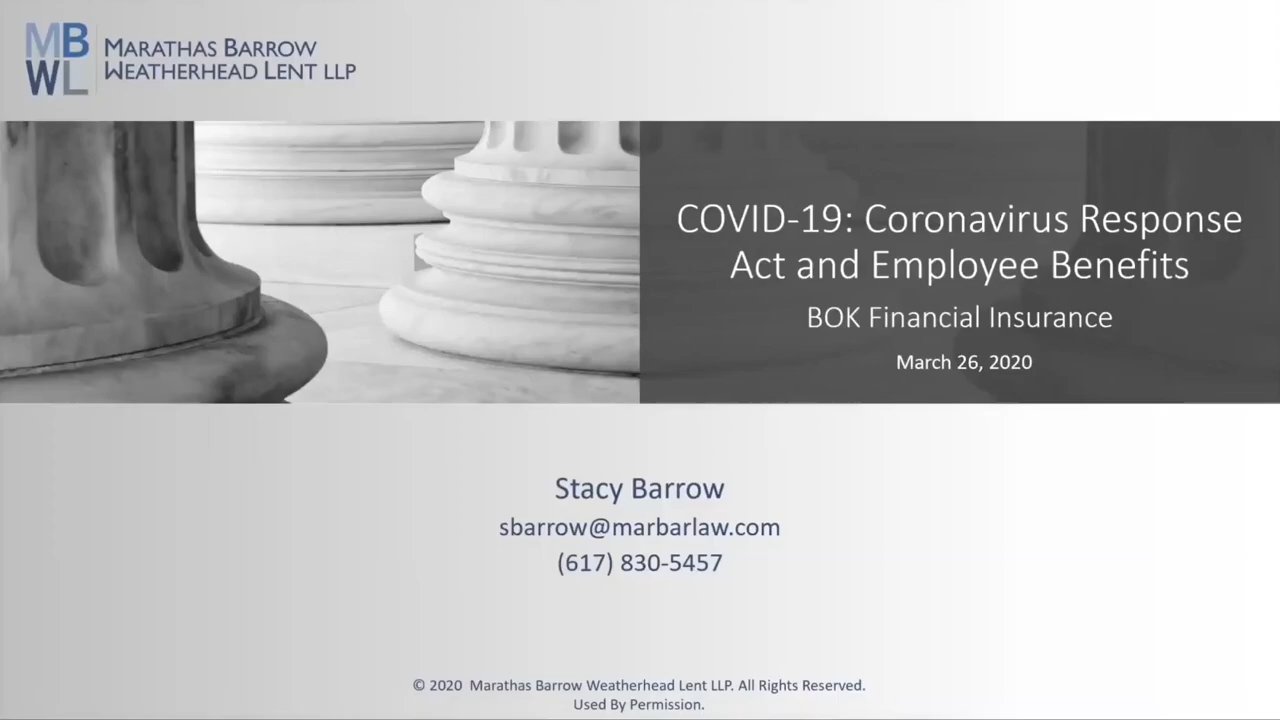 MB
WL
MARATHAS BARROW
WEATHERHEAD LENT LLP
COVID-19: Coronavirus Response
Act and Employee Benefits
BOK Financial Insurance
March 26, 2020
Stacy Barrow
sbarrow@marbarlaw.com
(617) 830-5457
© 2020 Marathas Barrow Weatherhead Lent LLP. All Rights Reserved.
Used By Permission.